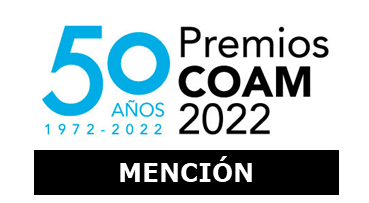 50
AÑOS
1972-2022
Premios
COAM
2022
MENCIÓN